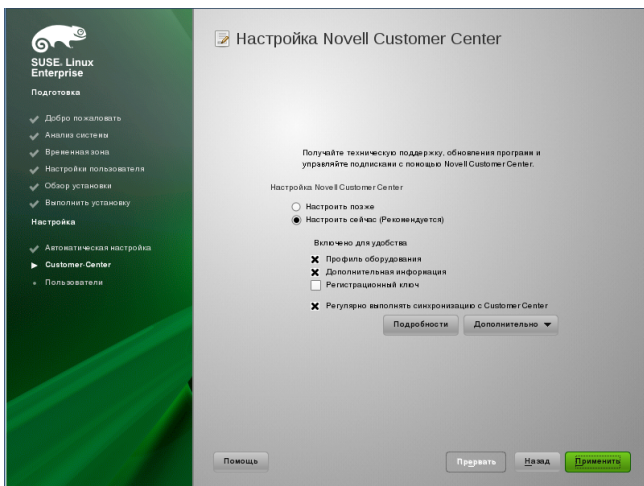 SUSE. Linux
Enterprise
Подготовка
Добро пожаловать
Анализ системы
Временная зона
Настройки пользователя
Обзор установки
Выполнить установку
Настройка
Автоматическая настройка
Customer-Center
Пользователи
Настройка Novell Customer Center
Получайте техническую поддержку, обновления программ и
управляйте подписками с помощью Novell Customer Center.
Настройка Novell Customer Center
Настроить позже
Настроить сейчас (Рекомендуется)
Включено для удобства
Профиль оборудования
Дополнительная информация
Регистрационный ключ
Регулярно выполнять синхронизацию с Customer Center
Подробности Дополнительно
Помощь Прервать Назад Применить